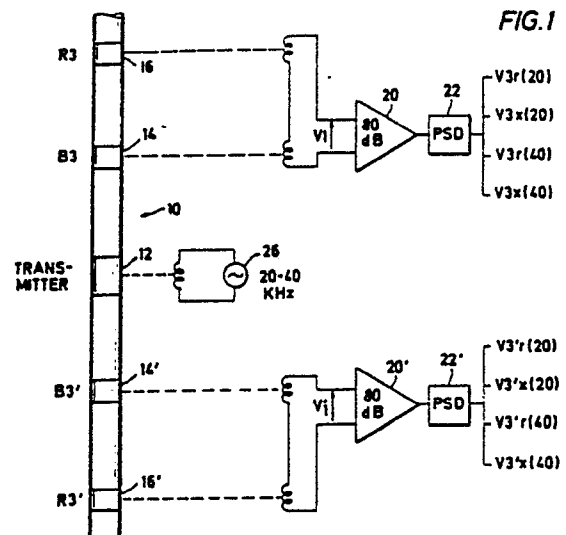 FIG.1
R3
16
20
22
V3r(20)
V3x(20)
V3r(40)
V3x(40)
Vi
80
dB
PSD
B3
14
10
TRANS-
MITTER
12
26
20-40
KHz
B3'
14'
20'
22'
V3'r(20)
V3'x(20)
V3'r(40)
V3'x(40)
Vi'
80
dB
PSD
R3'
16'